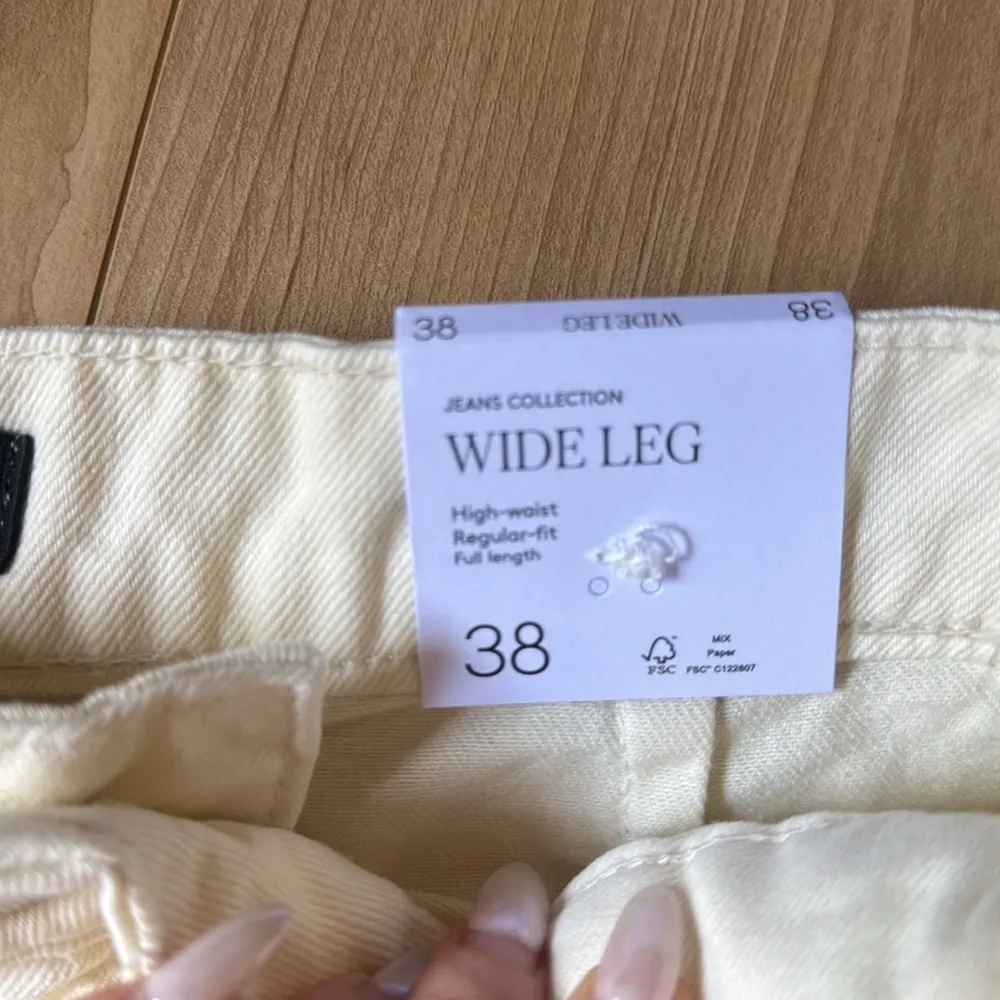 38 WIDE LEG 38
JEANS COLLECTION
WIDE LEG
High-waist
Regular-fit
Full length
38
FSC
MIX
Paper
FSC™ C122607